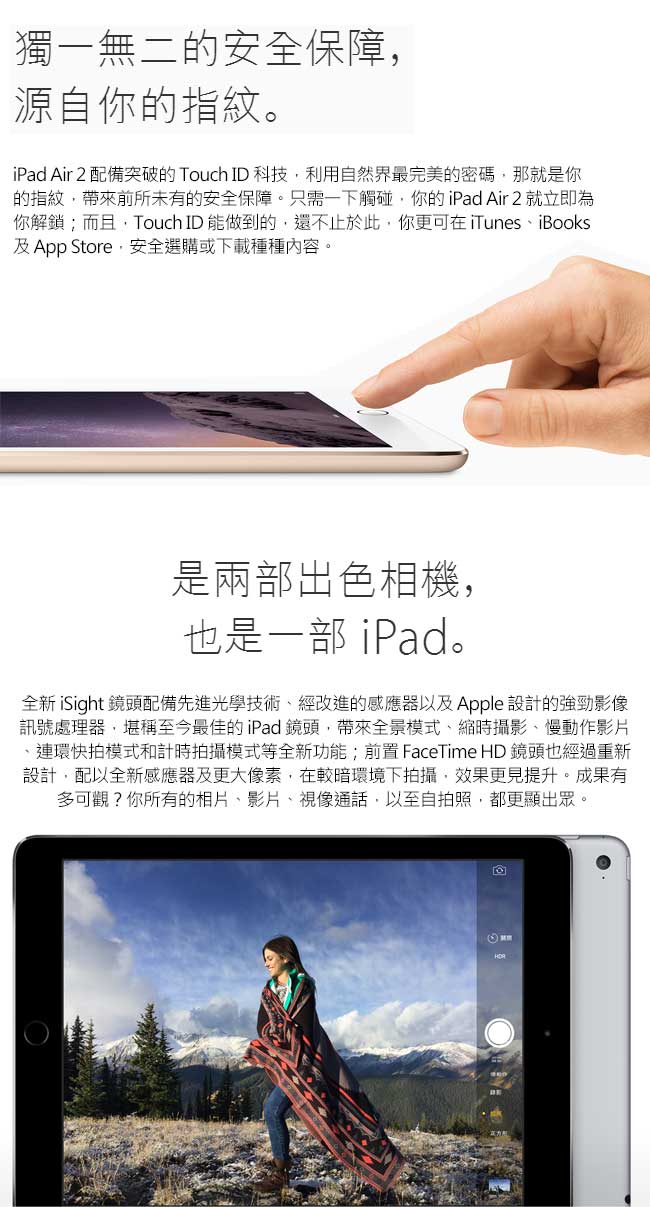 獨一無二的安全保障，
源自你的指紋。
iPad Air 2 配備突破的 Touch ID 科技，利用自然界最完美的密碼，那就是你
的指紋，帶來前所未有的安全保障。只需一下觸碰，你的 iPad Air 2 就立即為
你解鎖；而且，Touch ID 能做到的，還不止於此，你更可在 iTunes、iBooks
及 App Store，安全選購或下載種種內容。
是兩部出色相機，
也是一部 iPad。
全新 iSight 鏡頭配備先進光學技術、經改進的感應器以及 Apple 設計的強勁影像
訊號處理器，堪稱至今最佳的 iPad 鏡頭，帶來全景模式、縮時攝影、慢動作影片
、連環快拍模式和計時拍攝模式等全新功能；前置 FaceTime HD 鏡頭也經過重新
設計，配以全新感應器及更大像素，在較暗環境下拍攝，效果更見提升。成果有
多可觀？你所有的相片、影片、視像通話，以至自拍照，都更顯出眾。
HDR
正方形